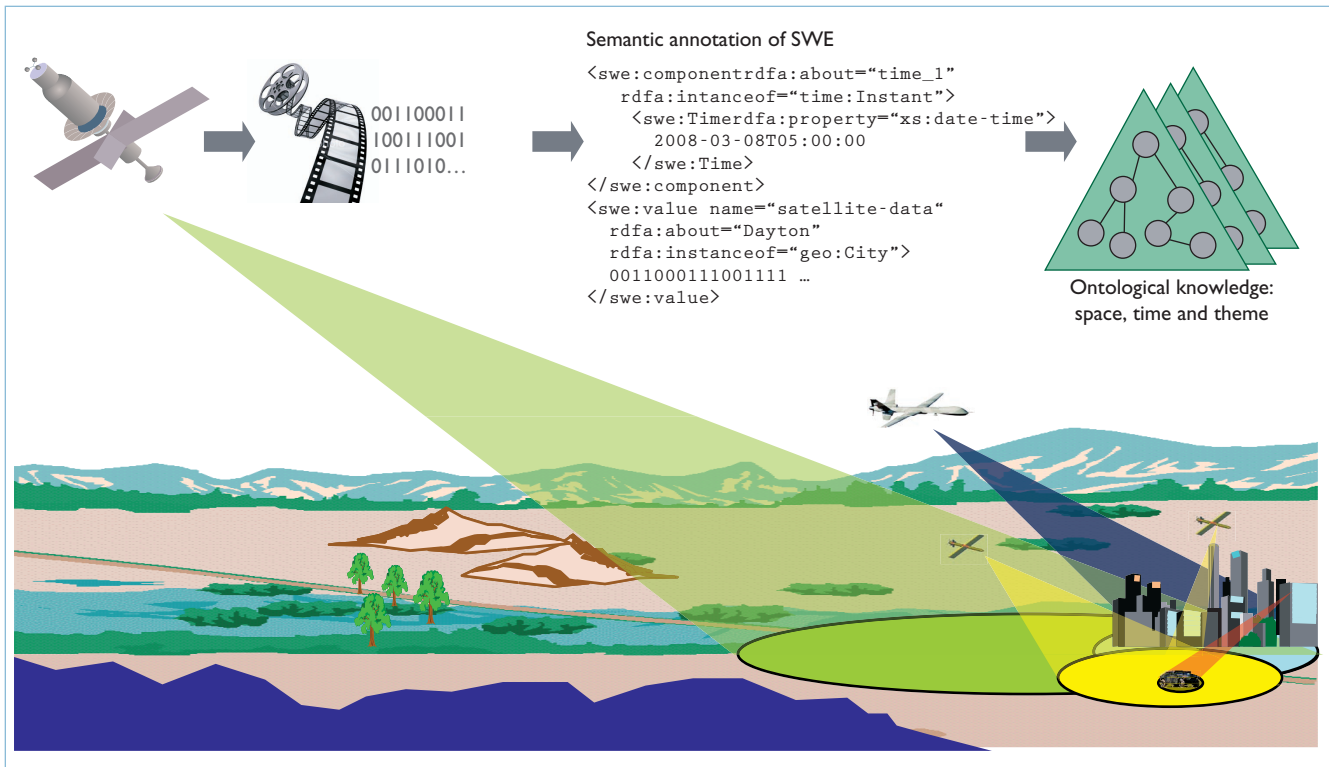 Semantic annotation of SWE
001100011
100111001
0111010…
<swe:componentrdfa:about=“time_1”
rdfa:intanceof=“time:Instant”>
<swe:Timerdfa:property=“xs:date-time”>
2008-03-08T05:00:00
</swe:Time>
</swe:component>
<swe:value name=“satellite-data“
rdfa:about=“Dayton”
rdfa:instanceof=“geo:City”>
0011000111001111 …
</swe:value>
Ontological knowledge:
space, time and theme